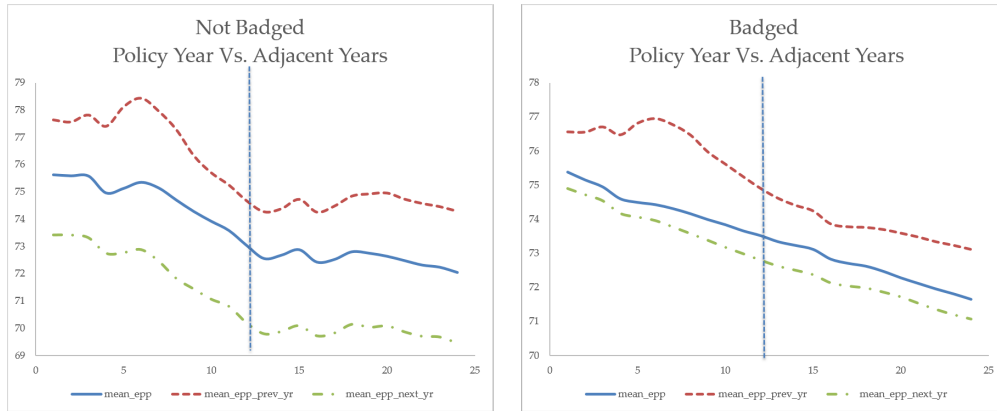 Not Badged
Policy Year Vs. Adjacent Years
79
78
77
76
75
74
73
72
71
70
69
0 5 10 15 20 25
mean_epp mean_epp_prev_yr mean_epp_next_yr
Badged
Policy Year Vs. Adjacent Years
78
77
76
75
74
73
72
71
70
0 5 10 15 20 25
mean_epp mean_epp_prev_yr mean_epp_next_yr